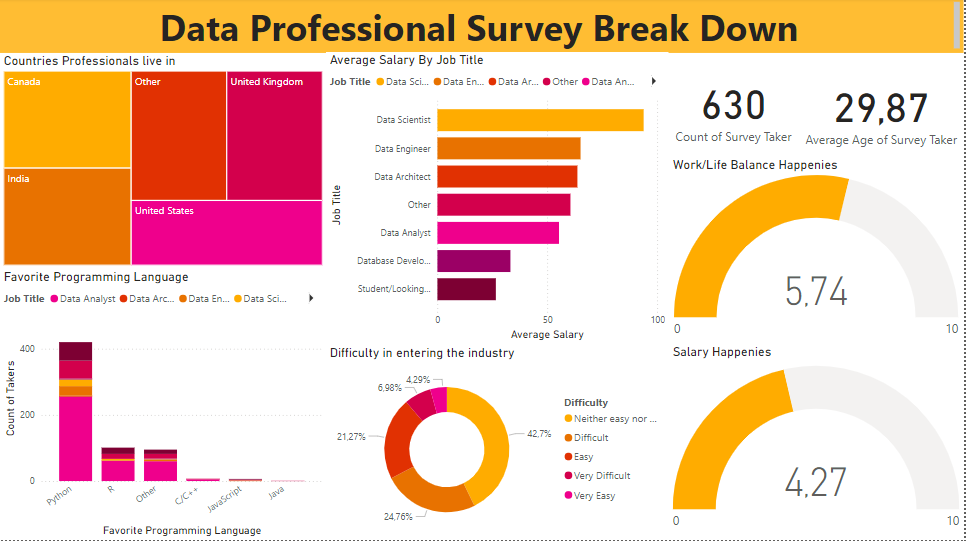 Data Professional Survey Break Down
Countries Professionals live in
Canada
Other
United Kingdom
India
United States
Average Salary By Job Title
Job Title Data Sci... Data En... Data Ar... Other Data An...
Job Title
Data Scientist
Data Engineer
Data Architect
Other
Data Analyst
Database Develo...
Student/Looking...
0 50 100
Average Salary
630
Count of Survey Taker
29,87
Average Age of Survey Taker
Work/Life Balance Happenies
5,74
0 10
Favorite Programming Language
Job Title Data Analyst Data Arc... Data En... Data Sci...
Count of Takers
400
200
0
Python R Other C/C++ JavaScript Java
Favorite Programming Language
Difficulty in entering the industry
4,29%
6,98%
21,27%
42,7%
24,76%
Difficulty
Neither easy nor ...
Difficult
Easy
Very Difficult
Very Easy
Salary Happenies
4,27
0 10